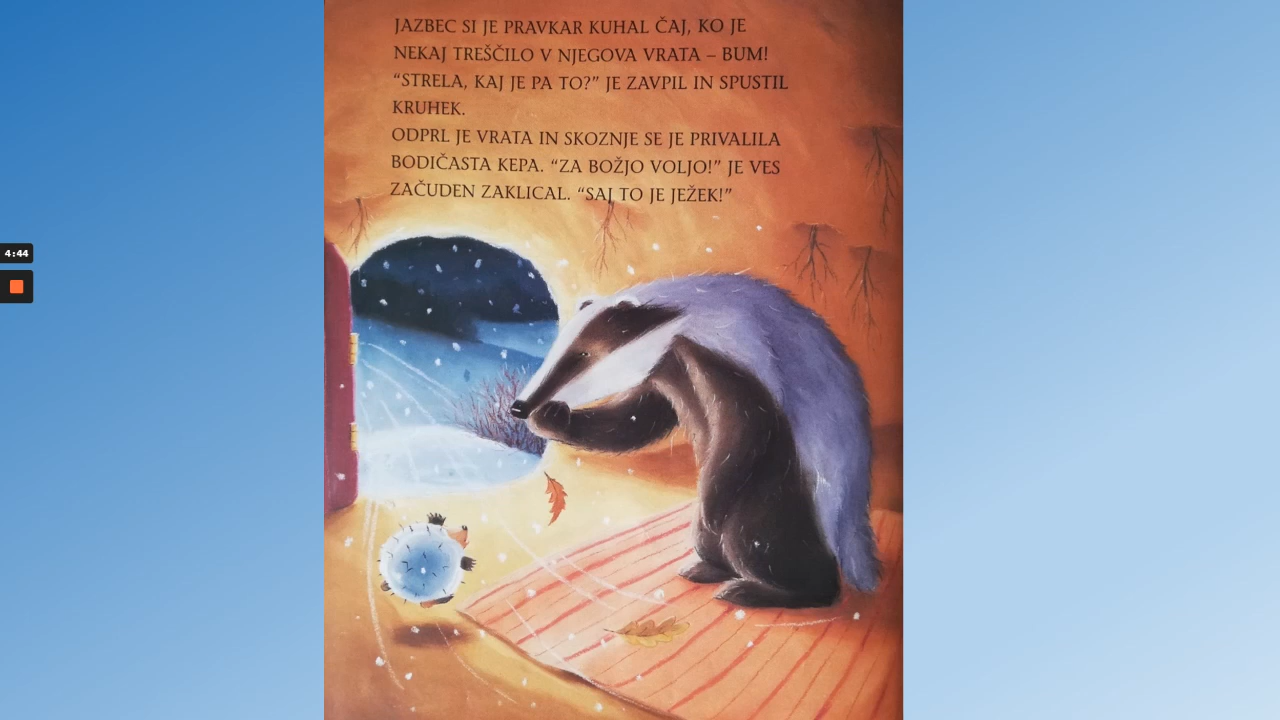 JAZBEC SI JE PRAVKAR KUHAL ČAJ, KO JE
NEKAJ TREŠČILO V NJEGOVA VRATA – BUM!
“STRELA, KAJ JE PA TO?” JE ZAVPIL IN SPUSTIL
KRUHEK.
ODPRL JE VRATA IN SKOZNJE SE JE PRIVALILA
BODIČASTA KEPA. “ZA BOŽJO VOLJO!” JE VES
ZAČUDEN ZAKLICAL. “SAJ TO JE JEŽEK!”
4:44